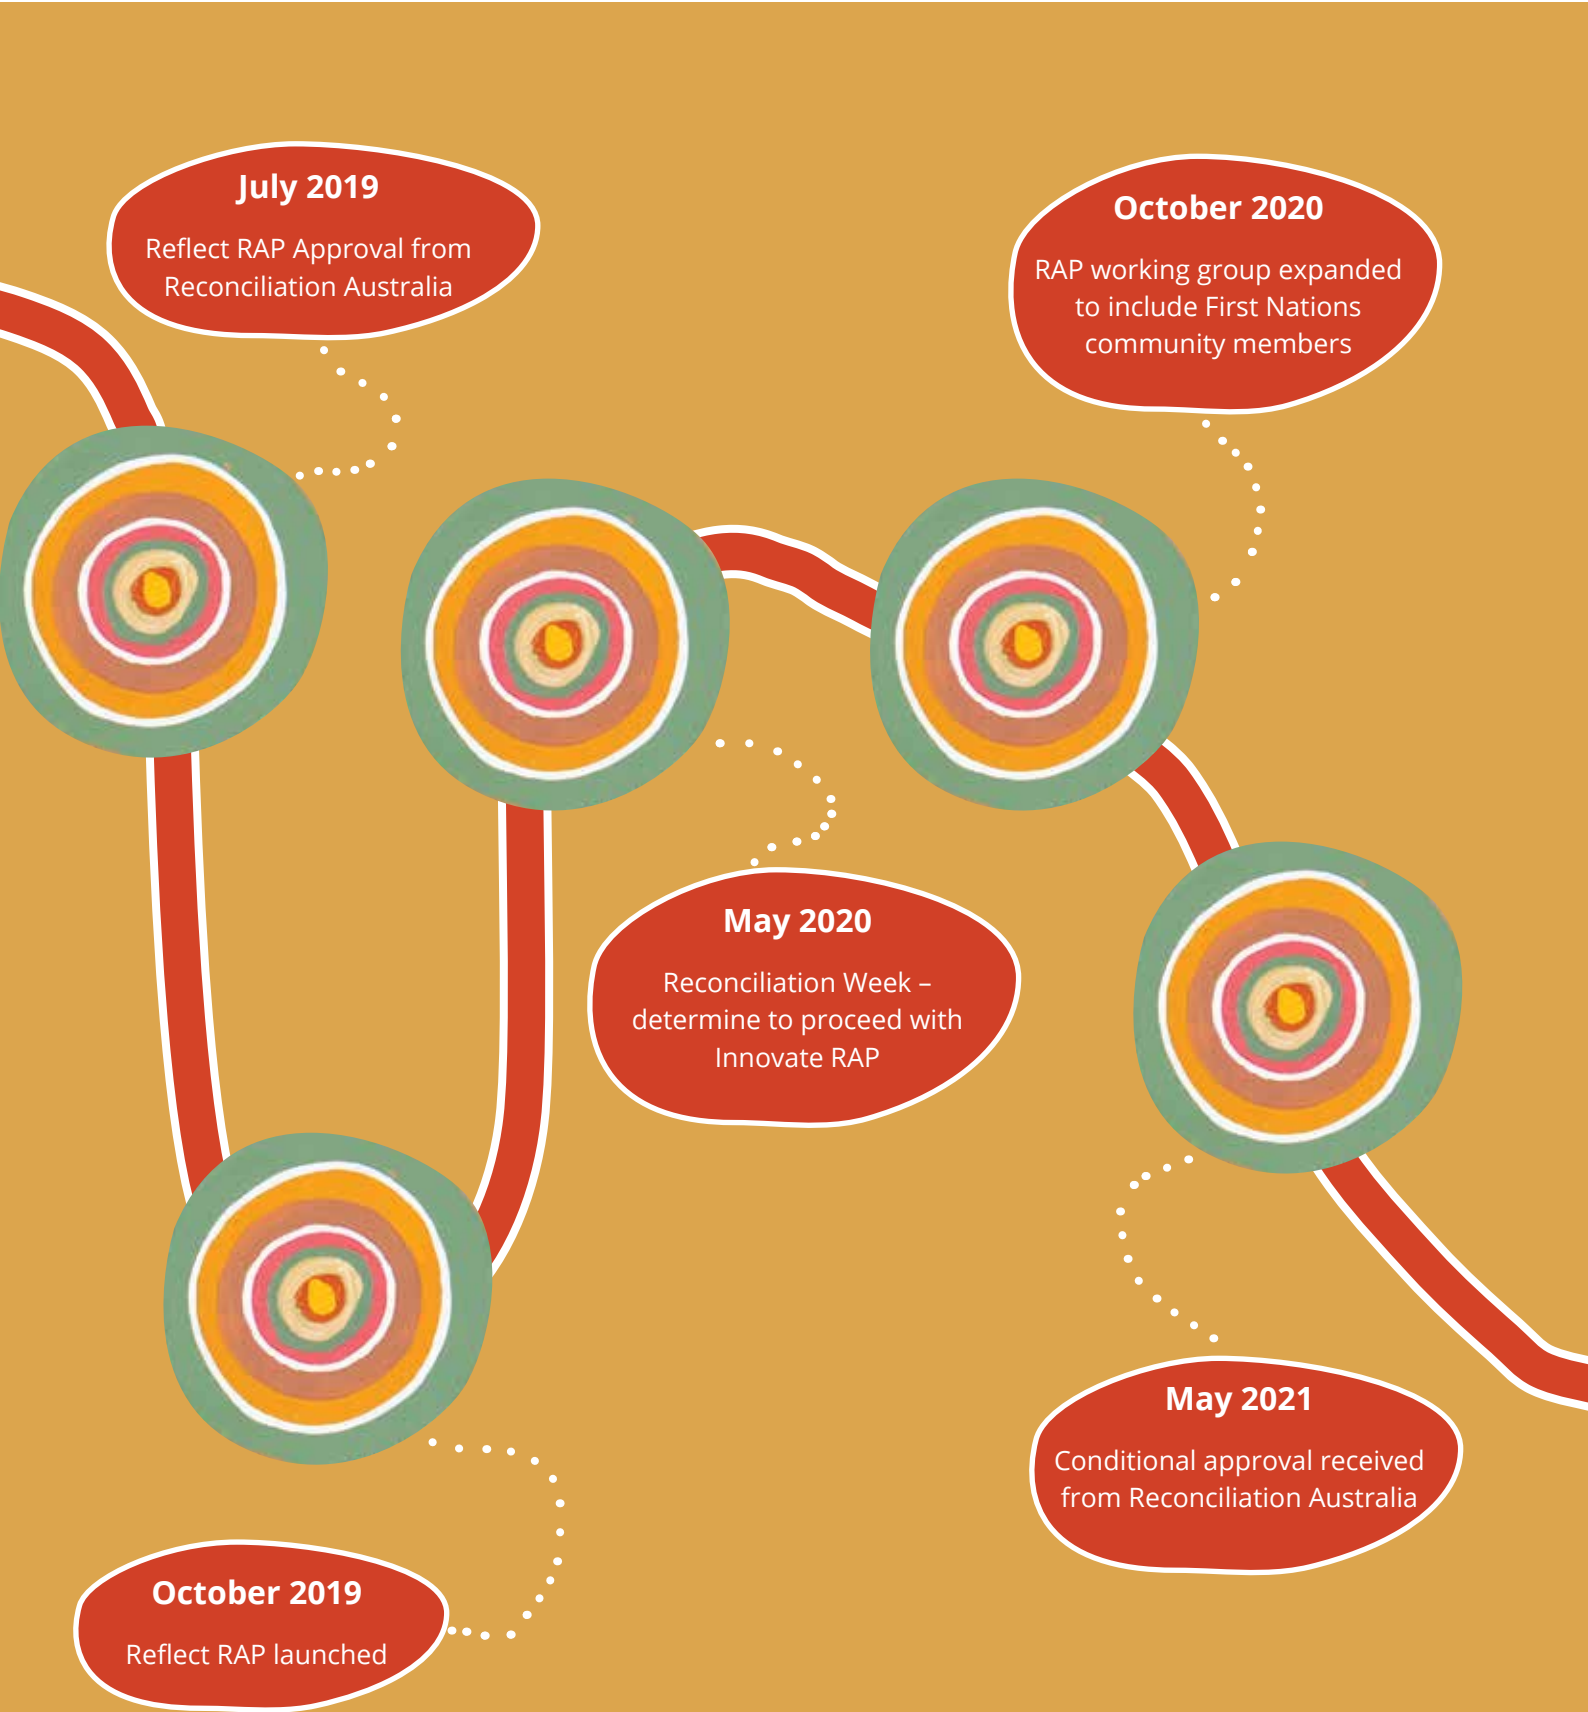 July 2019
Reflect RAP Approval from
Reconciliation Australia
October 2020
RAP working group expanded
to include First Nations
community members
May 2020
Reconciliation Week –
determine to proceed with
Innovate RAP
May 2021
Conditional approval received
from Reconciliation Australia
October 2019
Reflect RAP launched